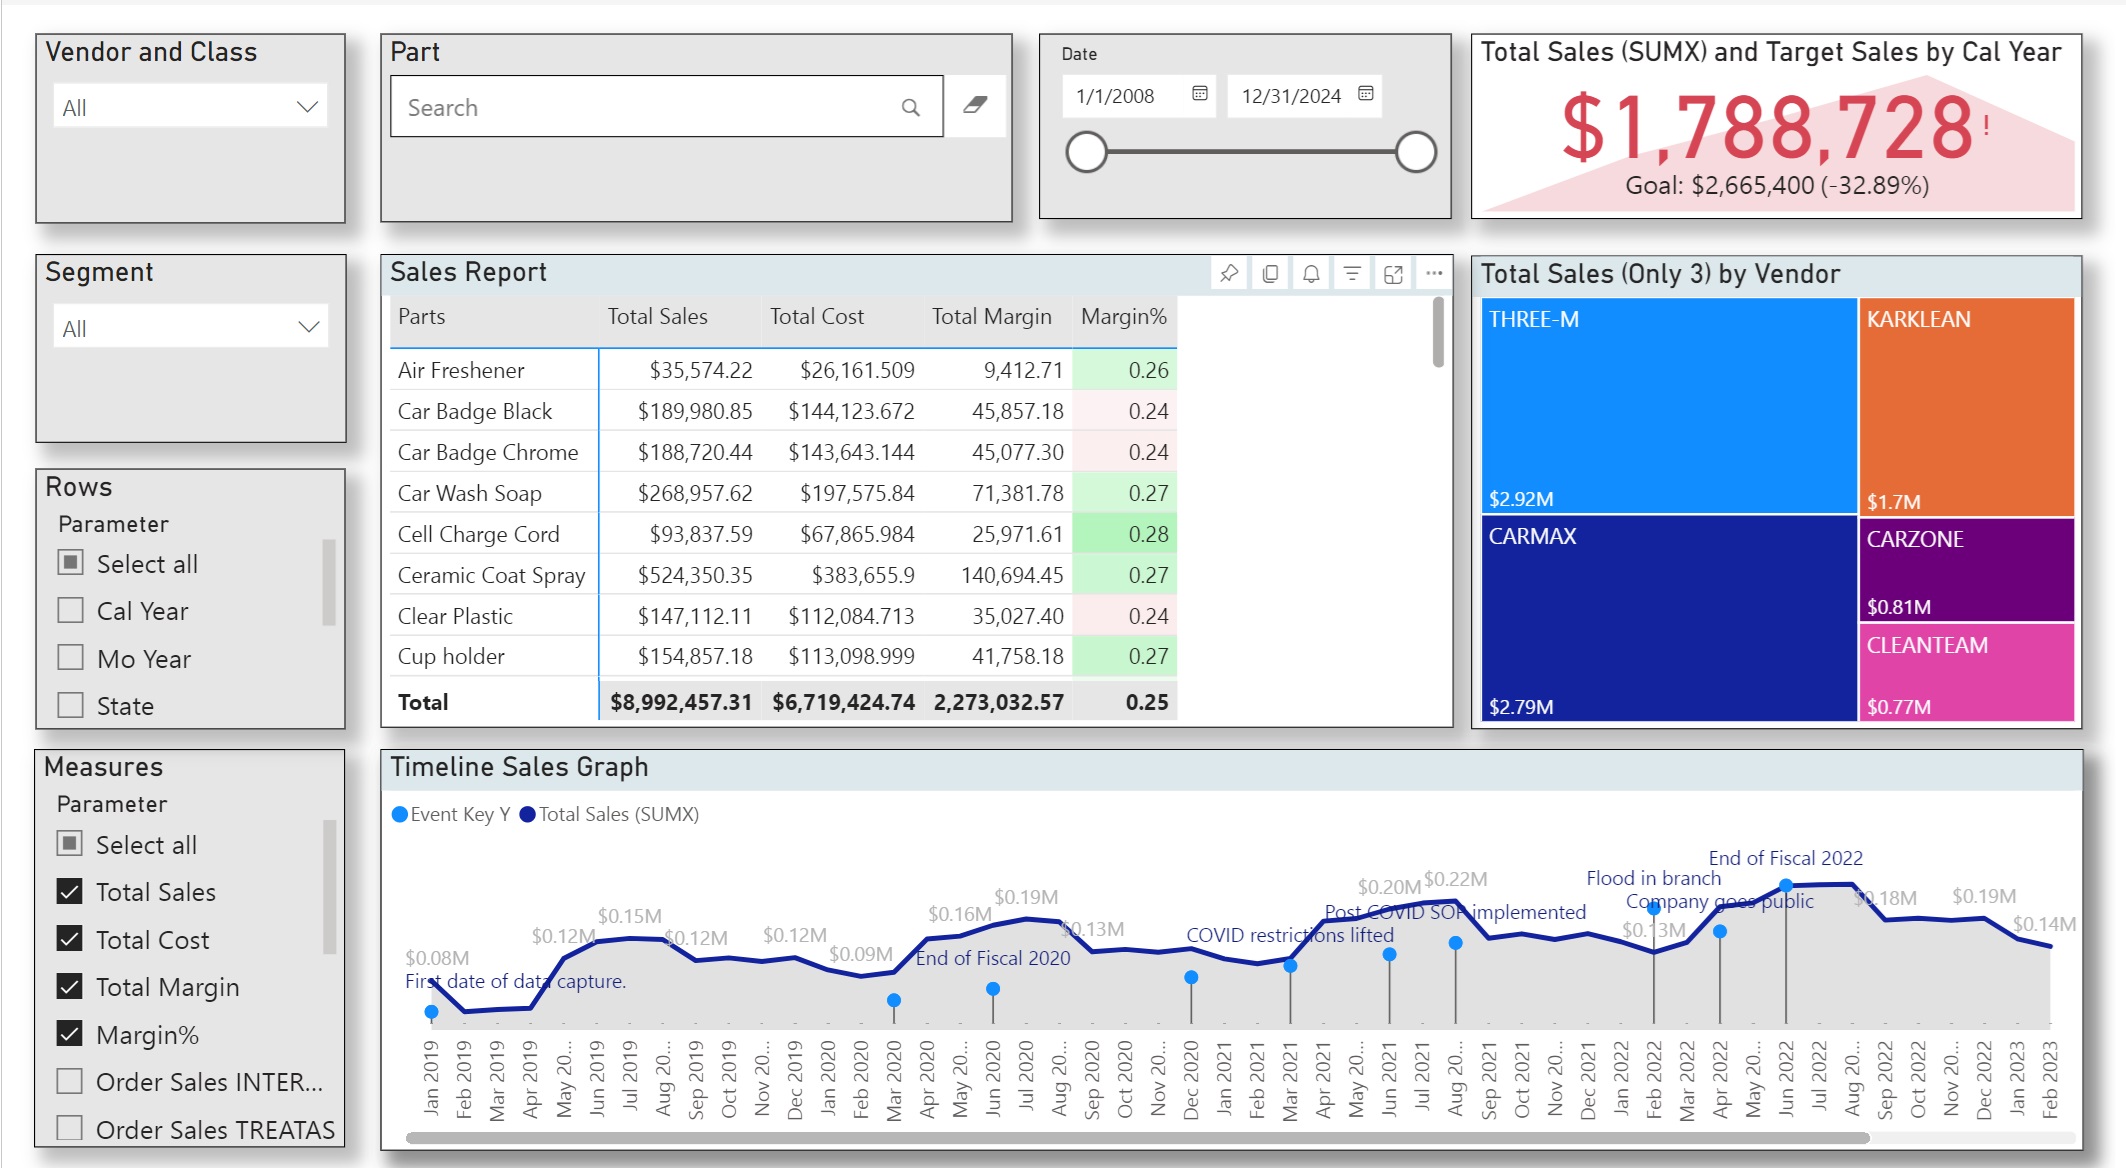 Vendor and Class
All
Part
Search
Date
1/1/2008
12/31/2024
Total Sales (SUMX) and Target Sales by Cal Year
$1,788,728!
Goal: $2,665,400 (-32.89%)
Segment
All
Rows
Parameter
Select all
Cal Year
Mo Year
State
Measures
Parameter
Select all
Total Sales
Total Cost
Total Margin
Margin%
Order Sales INTER...
Order Sales TREATAS
Sales Report
Parts Total Sales Total Cost Total Margin Margin%
Air Freshener $35,574.22 $26,161.509 9,412.71 0.26
Car Badge Black $189,980.85 $144,123.672 45,857.18 0.24
Car Badge Chrome $188,720.44 $143,643.144 45,077.30 0.24
Car Wash Soap $268,957.62 $197,575.84 71,381.78 0.27
Cell Charge Cord $93,837.59 $67,865.984 25,971.61 0.28
Ceramic Coat Spray $524,350.35 $383,655.9 140,694.45 0.27
Clear Plastic $147,112.11 $112,084.713 35,027.40 0.24
Cup holder $154,857.18 $113,098.999 41,758.18 0.27
Total $8,992,457.31 $6,719,424.74 2,273,032.57 0.25
Total Sales (Only 3) by Vendor
THREE-M
$2.92M
CARMAX
$2.79M
KARKLEAN
$1.7M
CARZONE
$0.81M
CLEANTEAM
$0.77M
Timeline Sales Graph
Event Key Y Total Sales (SUMX)
$0.08M
First date of data capture.
$0.12M
$0.15M
$0.12M
$0.12M
$0.09M
$0.16M
End of Fiscal 2020
$0.19M
$0.13M
COVID restrictions lifted
Post COVID SOP implemented
$0.20M
$0.22M
Flood in branch
Company goes public
$0.13M
End of Fiscal 2022
$0.18M
$0.19M
$0.14M
Jan 2019
Feb 2019
Mar 2019
Apr 2019
May 20...
Jun 2019
Jul 2019
Aug 20...
Sep 2019
Oct 2019
Nov 20...
Dec 2019
Jan 2020
Feb 2020
Mar 2020
Apr 2020
May 20...
Jun 2020
Jul 2020
Aug 20...
Sep 2020
Oct 2020
Nov 20...
Dec 2020
Jan 2021
Feb 2021
Mar 2021
Apr 2021
May 20...
Jun 2021
Jul 2021
Aug 20...
Sep 2021
Oct 2021
Nov 20...
Dec 2021
Jan 2022
Feb 2022
Mar 2022
Apr 2022
May 20...
Jun 2022
Jul 2022
Aug 20...
Sep 2022
Oct 2022
Nov 20...
Dec 2022
Jan 2023
Feb 2023